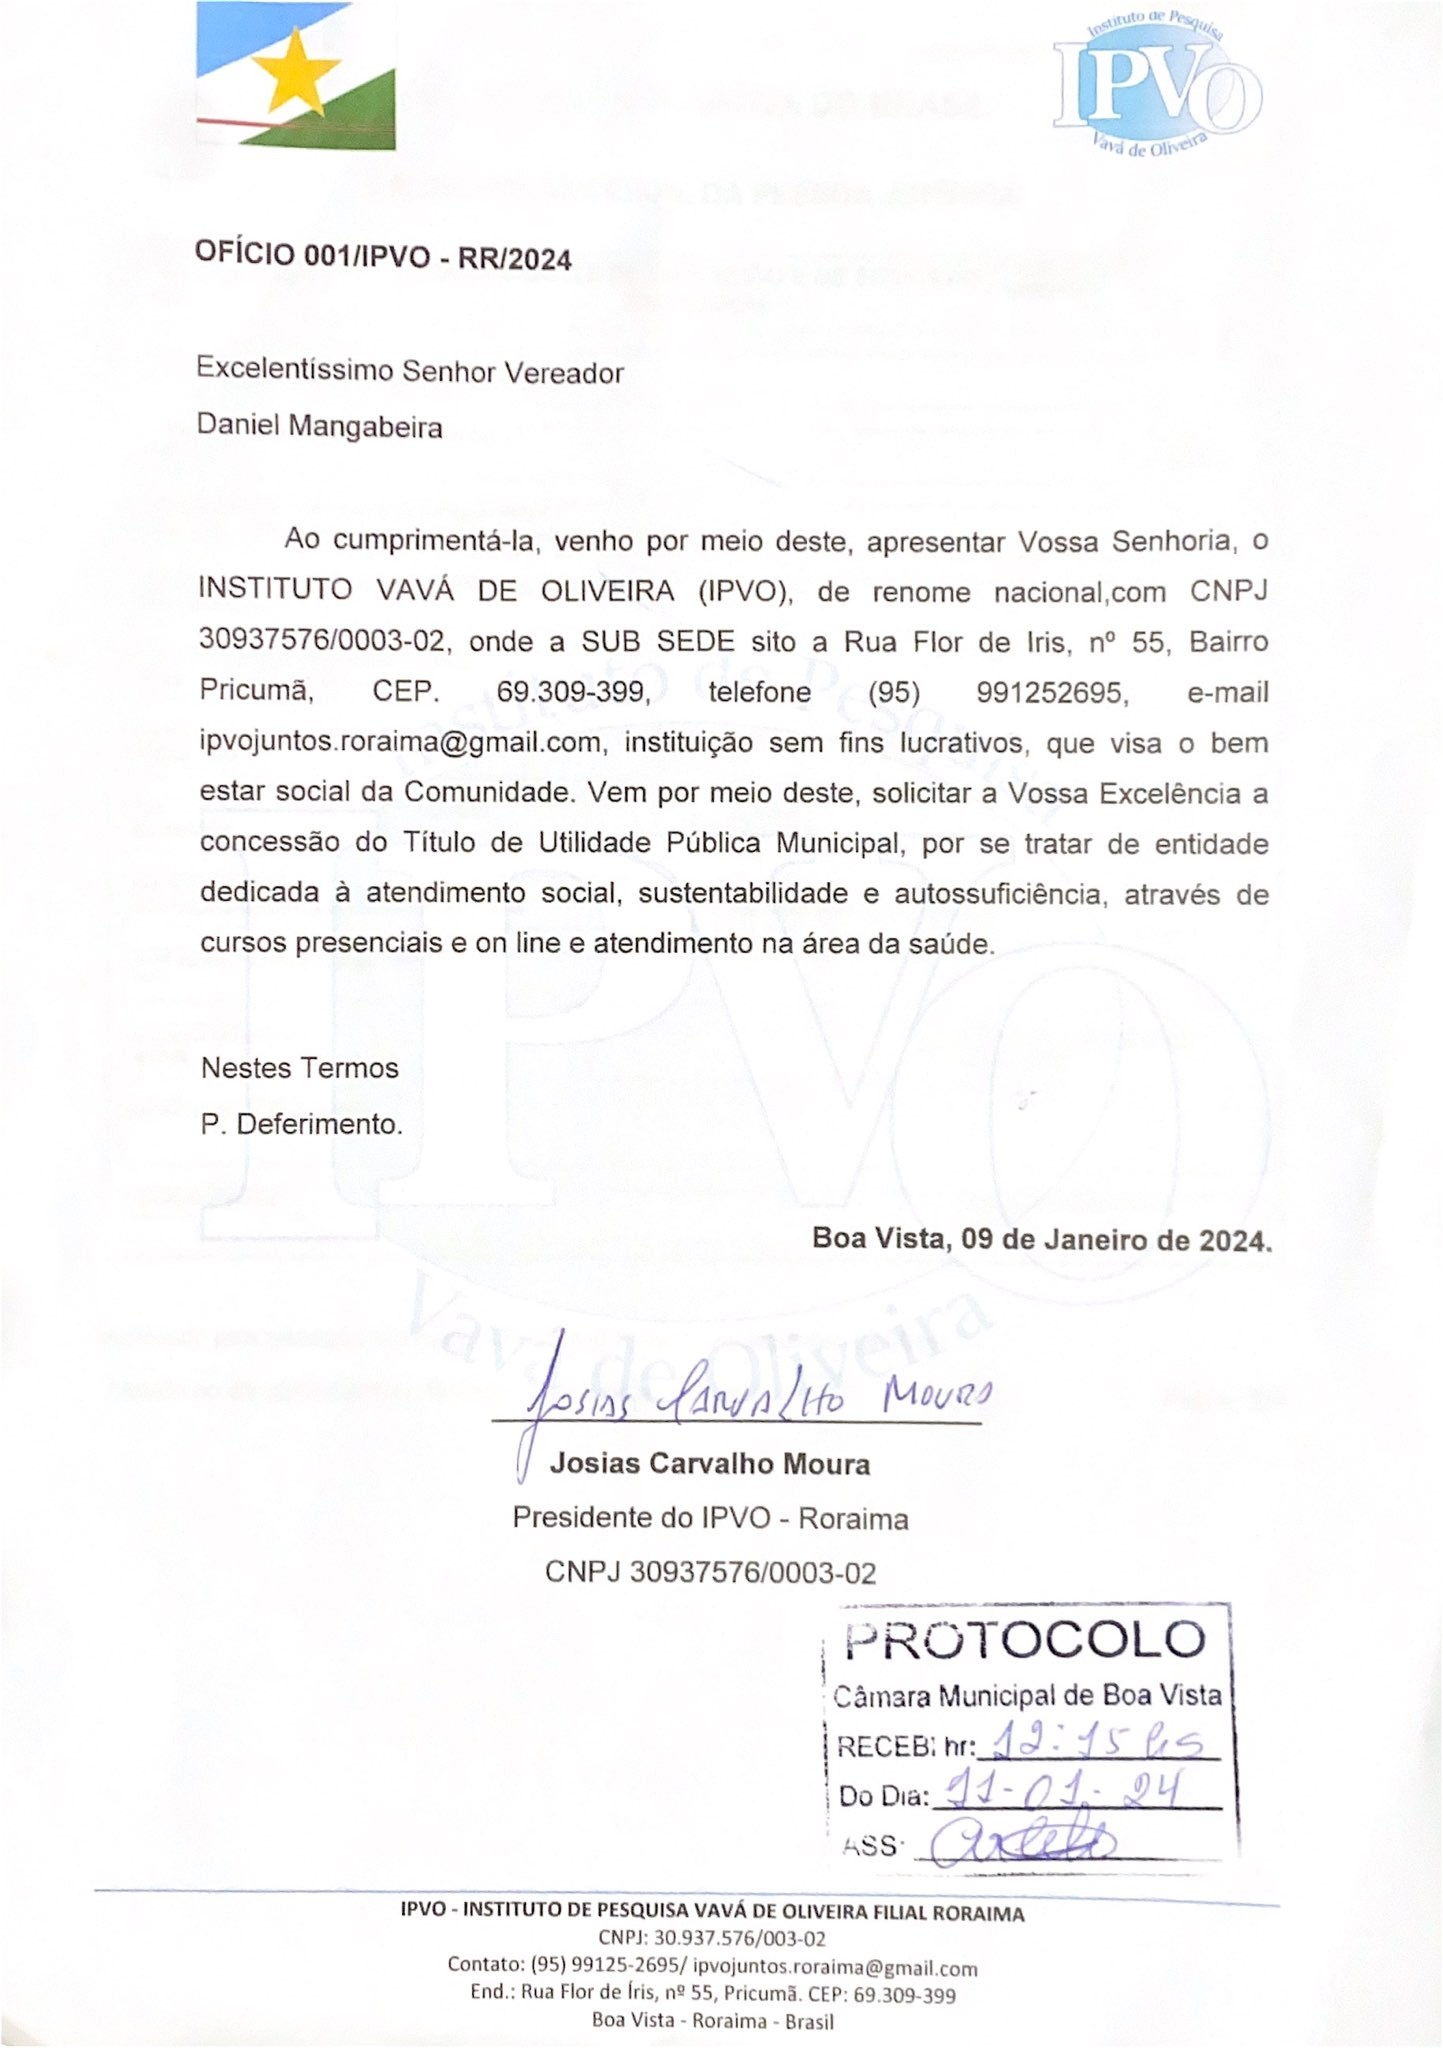 Instituto de Pesquisa
IPVO
Vavá de Oliveira
OFÍCIO 001/IPVO - RR/2024
Excelentíssimo Senhor Vereador
Daniel Mangabeira
Ao cumprimentá-la, venho por meio deste, apresentar Vossa Senhoria, o
INSTITUTO VAVÁ DE OLIVEIRA (IPVO), de renome nacional,com CNPJ
30937576/0003-02, onde a SUB SEDE sito a Rua Flor de Iris, nº 55, Bairro
Pricumã, CEP. 69.309-399, telefone (95) 991252695, e-mail
ipvojuntos.roraima@gmail.com, instituição sem fins lucrativos, que visa o bem
estar social da Comunidade. Vem por meio deste, solicitar a Vossa Excelência a
concessão do Título de Utilidade Pública Municipal, por se tratar de entidade
dedicada à atendimento social, sustentabilidade e autossuficiência, através de
cursos presenciais e on line e atendimento na área da saúde.
Instituto de Pesquisa
IPVO
Vavá de Oliveira
Nestes Termos
P. Deferimento.
Boa Vista, 09 de Janeiro de 2024.
Josias Carvalho Moura
Josias Carvalho Moura
Presidente do IPVO - Roraima
CNPJ 30937576/0003-02
PROTOCOLO
Câmara Municipal de Boa Vista
RECEBI hr: 12:15 hs
Do Dia: 11-01-24
ASS:
IPVO - INSTITUTO DE PESQUISA VAVÁ DE OLIVEIRA FILIAL RORAIMA
CNPJ: 30.937.576/003-02
Contato: (95) 99125-2695/ ipvojuntos.roraima@gmail.com
End.: Rua Flor de Íris, nº 55, Pricumã. CEP: 69.309-399
Boa Vista - Roraima - Brasil